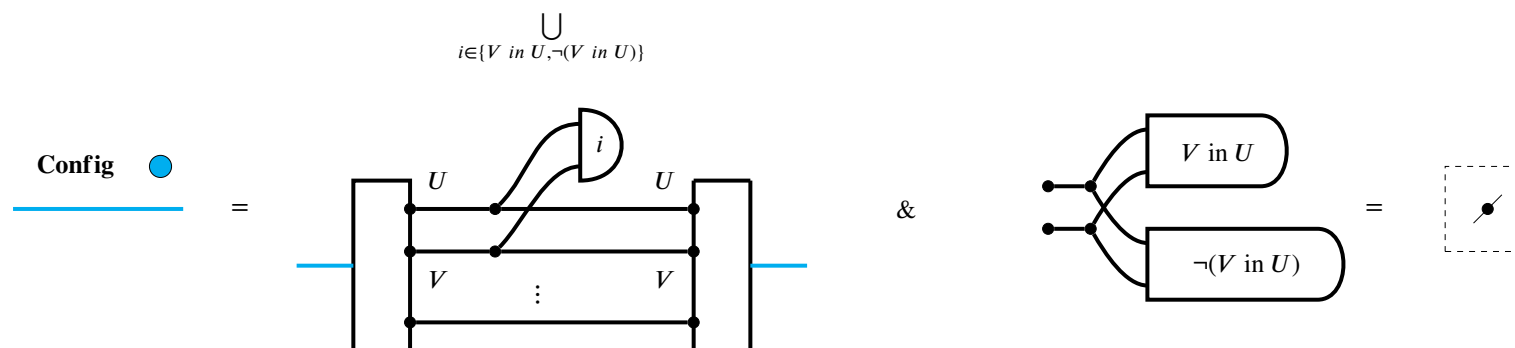 ⋃
i∈{V in U,¬(V in U)}
i
Config
U U
V in U
= & =
V V
¬(V in U)
⋮